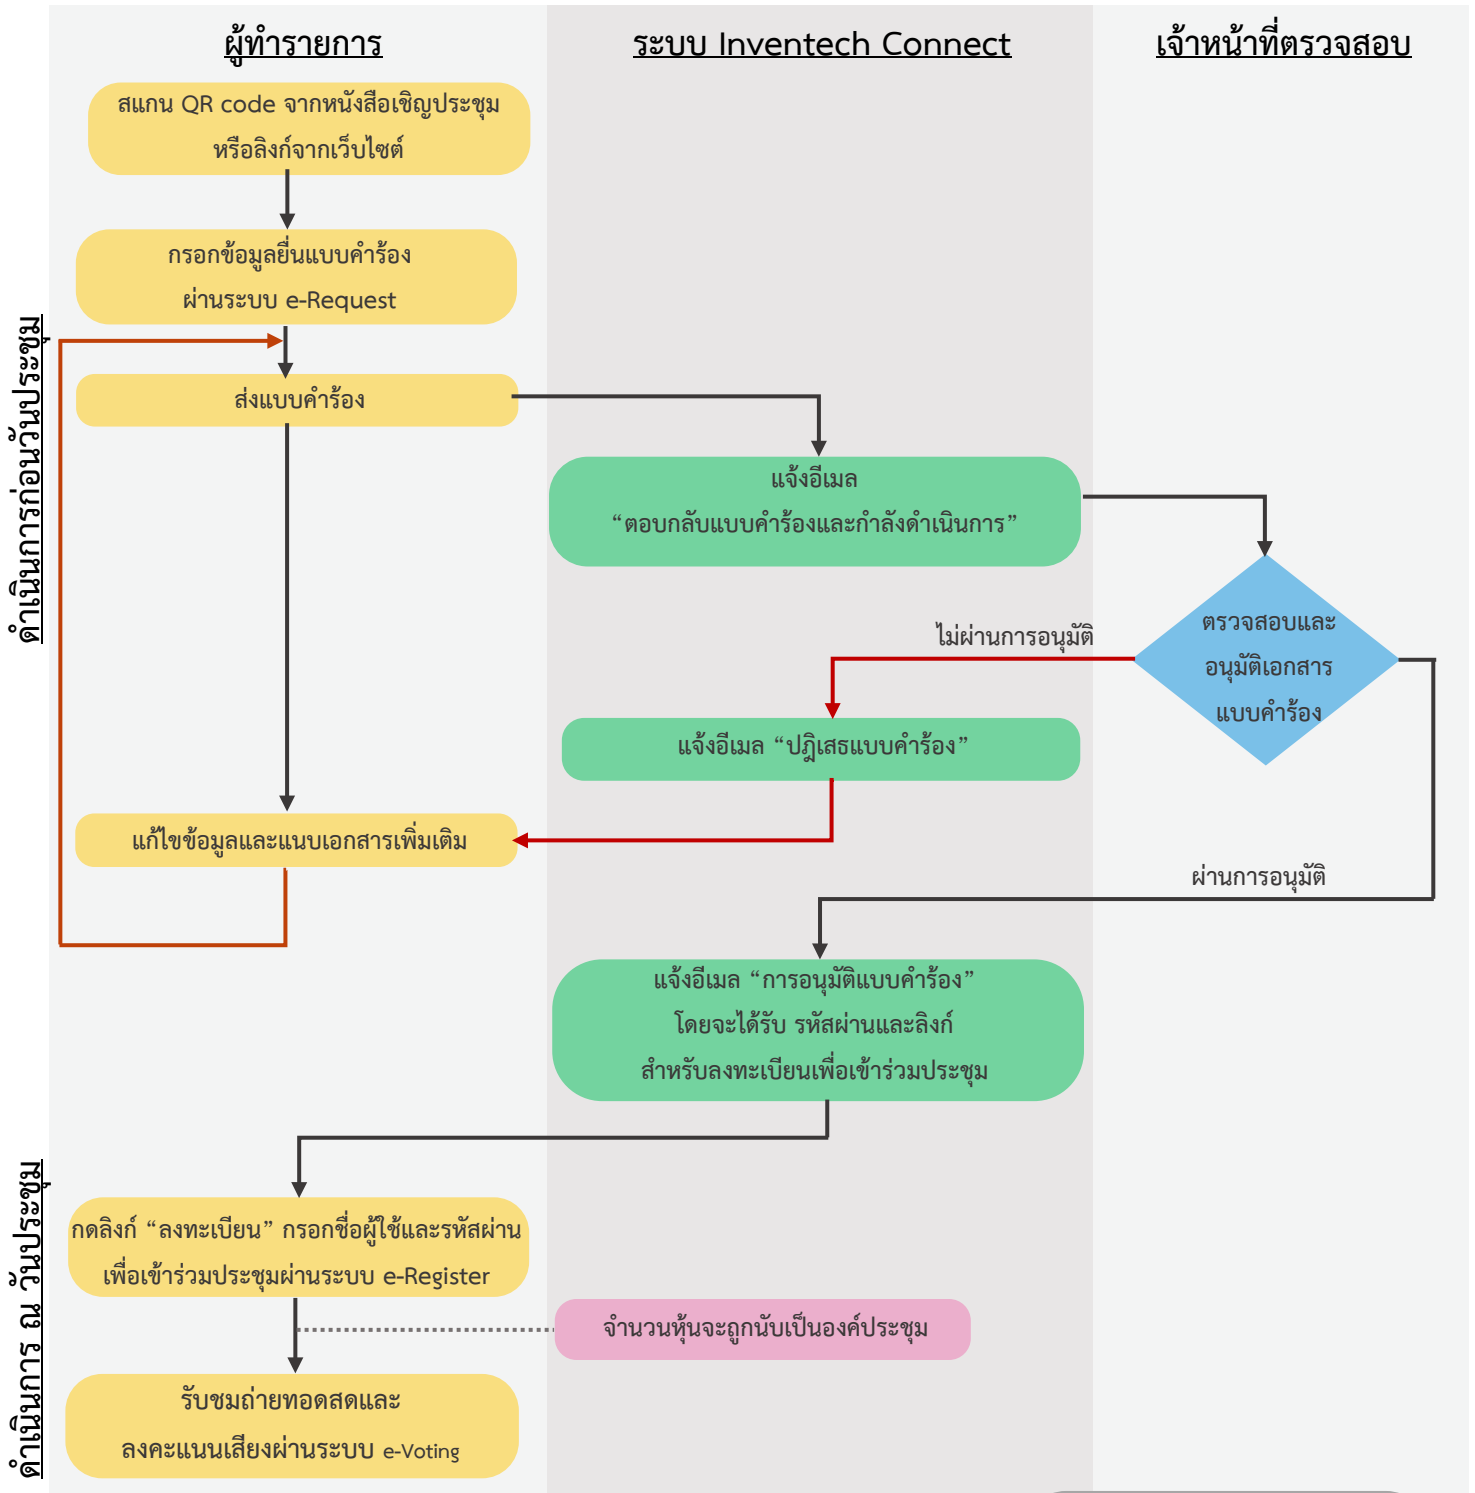 ผู้ทำรายการ
ระบบ Inventech Connect
เจ้าหน้าที่ตรวจสอบ
ดำเนินการก่อนวันประชุม
สแกน QR code จากหนังสือเชิญประชุม
หรือลิงก์จากเว็บไซต์
กรอกข้อมูลยื่นแบบคำร้อง
ผ่านระบบ e-Request
ส่งแบบคำร้อง
แจ้งอีเมล
“ตอบกลับแบบคำร้องและกำลังดำเนินการ”
ตรวจสอบและ
อนุมัติเอกสาร
แบบคำร้อง
ไม่ผ่านการอนุมัติ
แจ้งอีเมล “ปฎิเสธแบบคำร้อง”
แก้ไขข้อมูลและแนบเอกสารเพิ่มเติม
ผ่านการอนุมัติ
แจ้งอีเมล “การอนุมัติแบบคำร้อง”
โดยจะได้รับ รหัสผ่านและลิงก์
สำหรับลงทะเบียนเพื่อเข้าร่วมประชุม
ดำเนินการ ณ วันประชุม
กดลิงก์ “ลงทะเบียน” กรอกชื่อผู้ใช้และรหัสผ่าน
เพื่อเข้าร่วมประชุมผ่านระบบ e-Register
จำนวนหุ้นจะถูกนับเป็นองค์ประชุม
รับชมถ่ายทอดสดและ
ลงคะแนนเสียงผ่านระบบ e-Voting